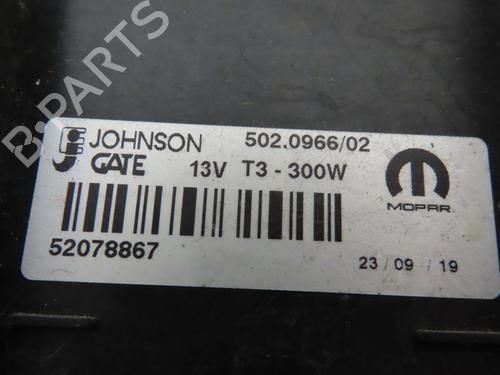 B-PARTS
JOHNSON 502.0966/02
GATE 13V T3 - 300W
MOPAR
52078867
23 / 09 / 19